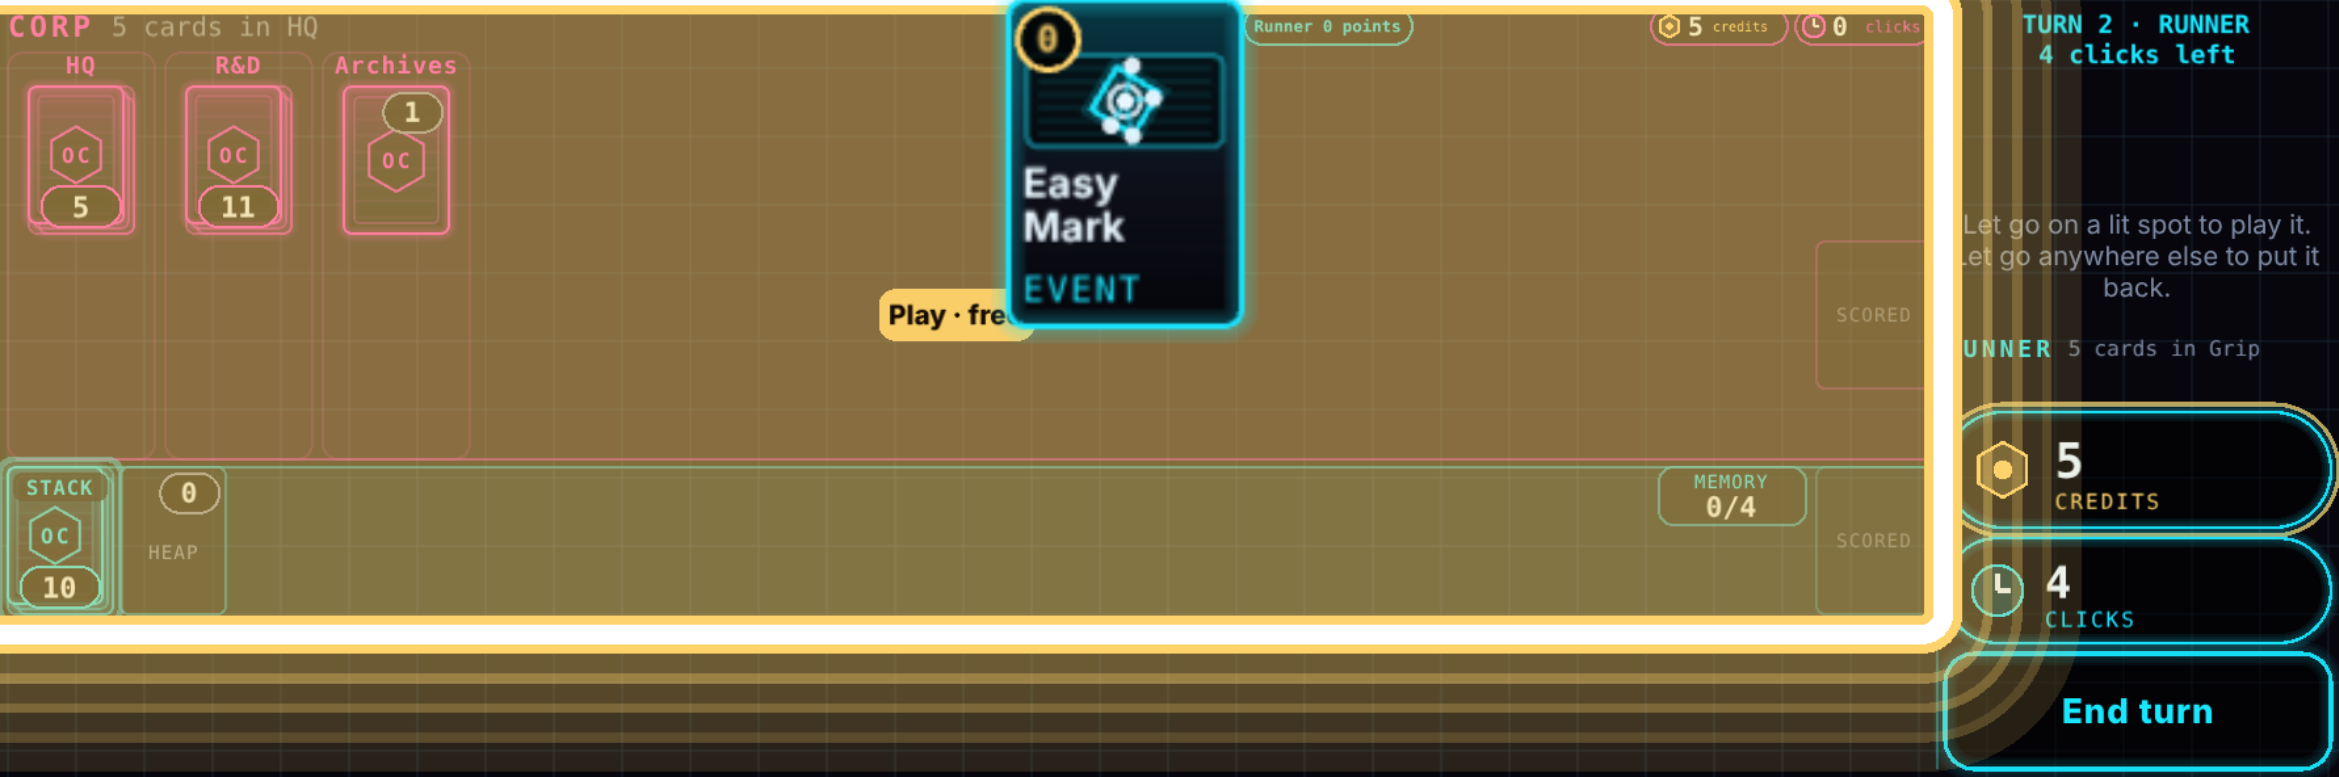 CORP 5 cards in HQ
0
Runner 0 points
5 credits
0 clicks
TURN 2 · RUNNER
4 clicks left
HQ
R&D
Archives
OC
5
OC
11
1
OC
Easy
Mark
EVENT
Play ·
SCORED
Let go on a lit spot to play it.
Let go anywhere else to put it
back.
UNNER 5 cards in Grip
STACK
OC
10
0
HEAP
MEMORY
0/4
SCORED
5
CREDITS
4
CLICKS
End turn